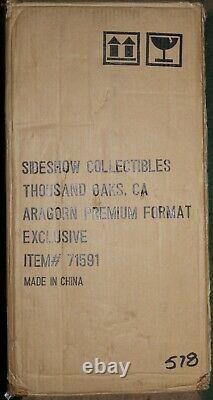 SIDESHOW COLLECTIBLES
THOUSAND OAKS, CA
ARAGORN PREMIUM FORMAT
EXCLUSIVE
ITEM# 71591
MADE IN CHINA
578